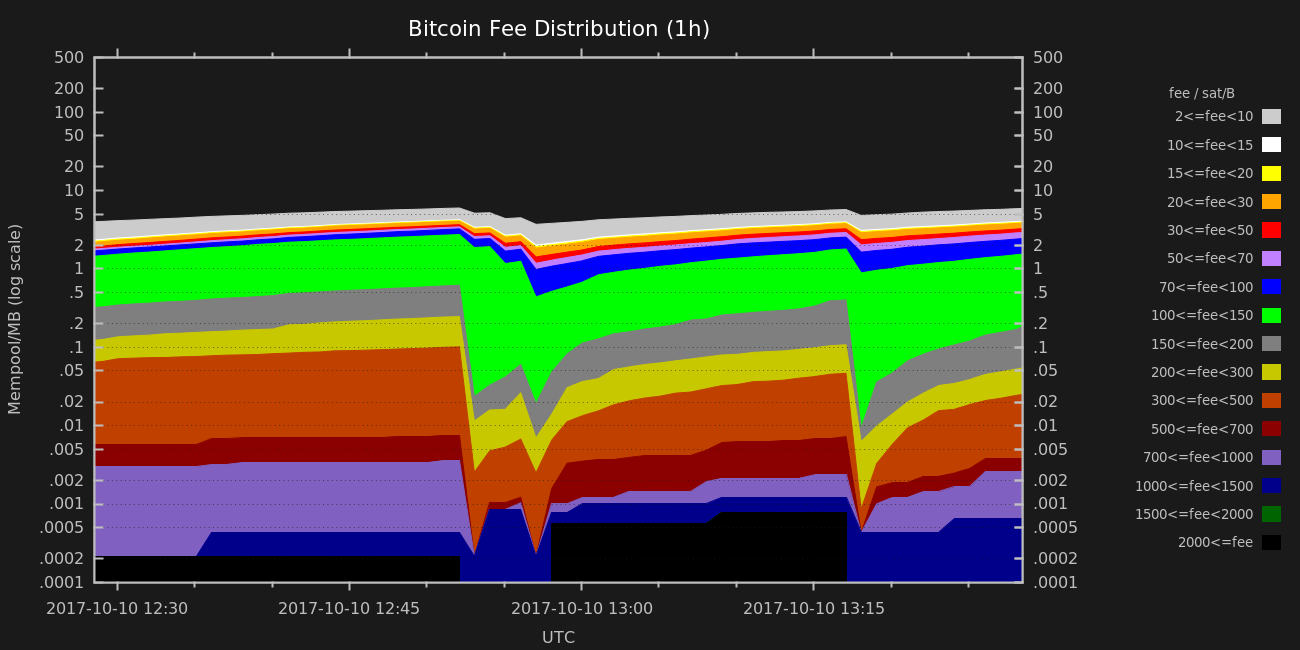 Bitcoin Fee Distribution (1h)
500 500
200 200
100 100
50 50
20 20
10 10
5 5
2 2
1 1
.5 .5
.2 .2
.1 .1
.05 .05
.02 .02
.01 .01
.005 .005
.002 .002
.001 .001
.0005 .0005
.0002 .0002
.0001 .0001
Mempool/MB (log scale)
2017-10-10 12:30 2017-10-10 12:45 2017-10-10 13:00 2017-10-10 13:15
UTC
fee / sat/B
2<=fee<10
10<=fee<15
15<=fee<20
20<=fee<30
30<=fee<50
50<=fee<70
70<=fee<100
100<=fee<150
150<=fee<200
200<=fee<300
300<=fee<500
500<=fee<700
700<=fee<1000
1000<=fee<1500
1500<=fee<2000
2000<=fee